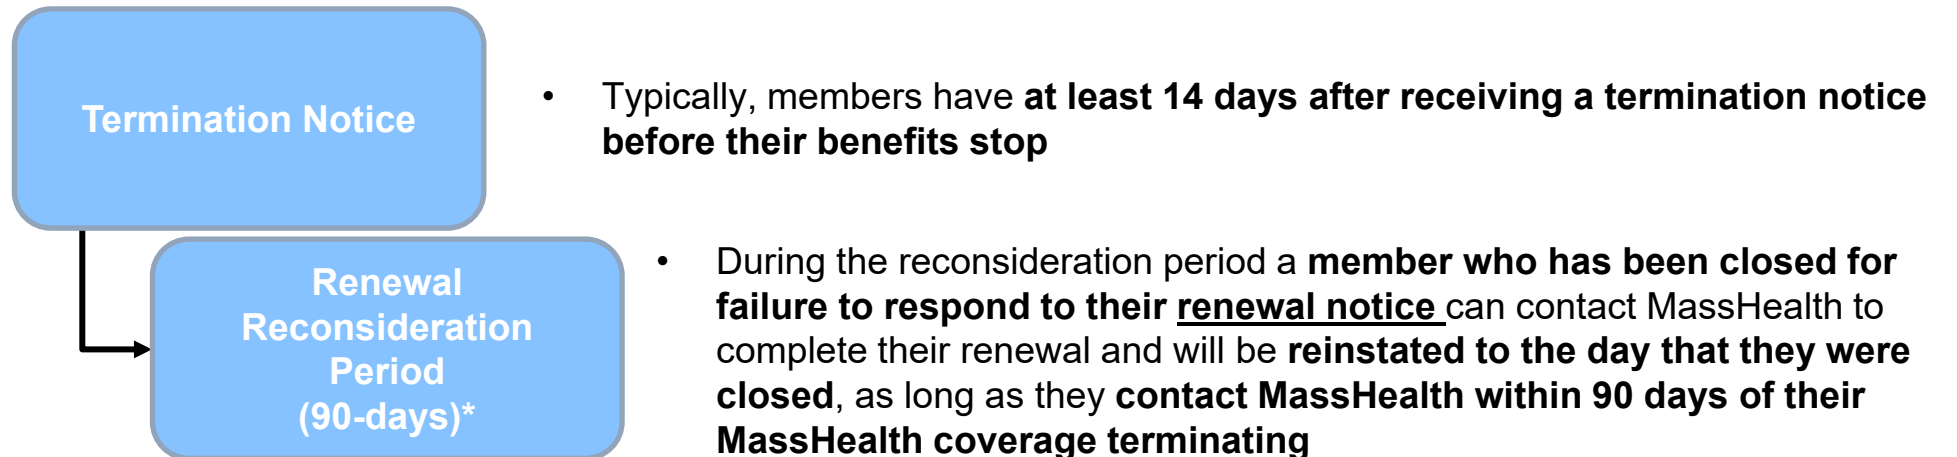 Termination Notice
• Typically, members have at least 14 days after receiving a termination notice
before their benefits stop
Renewal
Reconsideration
Period
(90-days)*
• During the reconsideration period a member who has been closed for
failure to respond to their renewal notice can contact MassHealth to
complete their renewal and will be reinstated to the day that they were
closed, as long as they contact MassHealth within 90 days of their
MassHealth coverage terminating